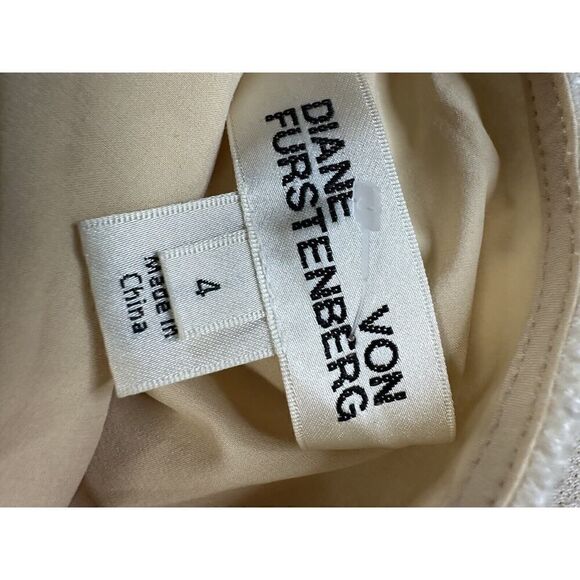 DIANE VON
FURSTENBERG
4
Made in
China